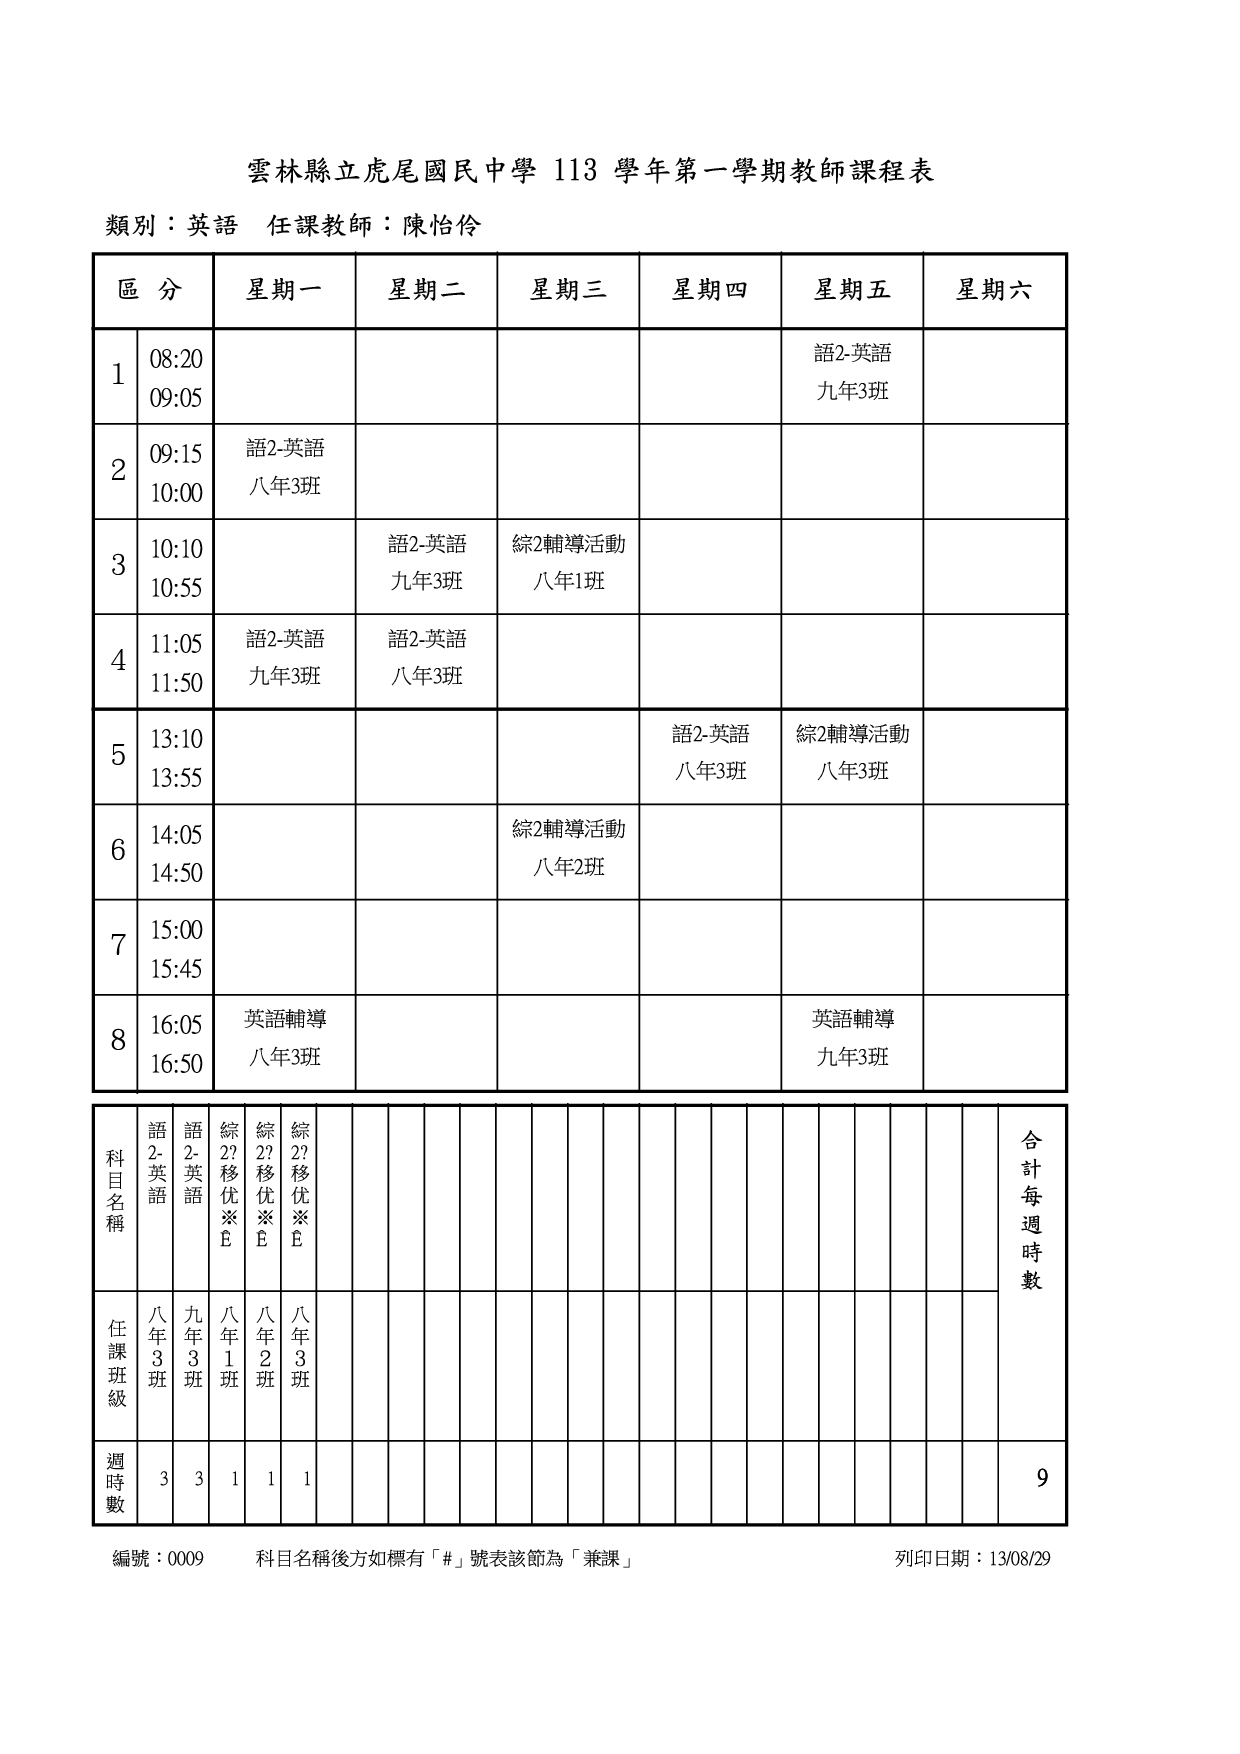 雲林縣立虎尾國民中學 113 學年第一學期教師課程表
類別：英語　任課教師：陳怡伶
區 分 星期一 星期二 星期三 星期四 星期五 星期六
1 08:20 09:05 語2-英語 九年3班
2 09:15 10:00 語2-英語 八年3班
3 10:10 10:55 語2-英語 九年3班 綜2輔導活動 八年1班
4 11:05 11:50 語2-英語 九年3班 語2-英語 八年3班
5 13:10 13:55 語2-英語 八年3班 綜2輔導活動 八年3班
6 14:05 14:50 綜2輔導活動 八年2班
7 15:00 15:45
8 16:05 16:50 英語輔導 八年3班 英語輔導 九年3班
科目名稱 語2-英語 語2-英語 綜2?移优※E 綜2?移优※E 綜2?移优※E 合計每週時數
任課班級 八年3班 九年3班 八年1班 八年2班 八年3班
週時數 3 3 1 1 1 9
編號：0009 科目名稱後方如標有「#」號表該節為「兼課」 列印日期：13/08/29